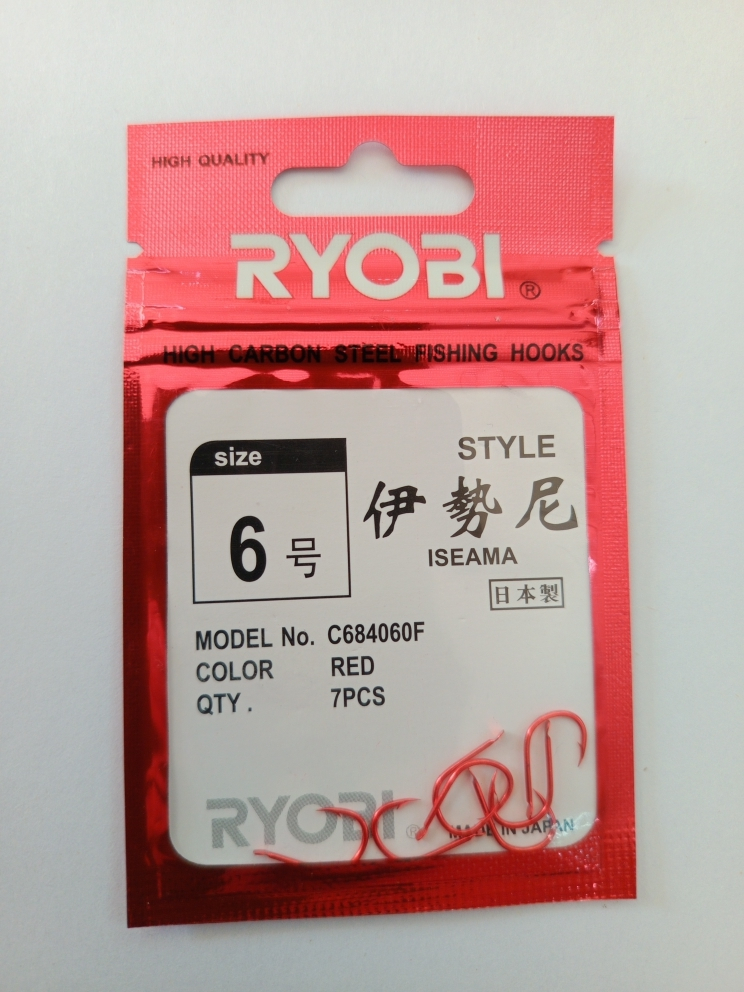 HIGH QUALITY
RYOBI®
HIGH CARBON STEEL FISHING HOOKS
size
6号
STYLE
伊勢尼
ISEAMA
日本製
MODEL No. C684060F
COLOR RED
QTY. 7PCS
RYOBI®
MADE IN JAPAN